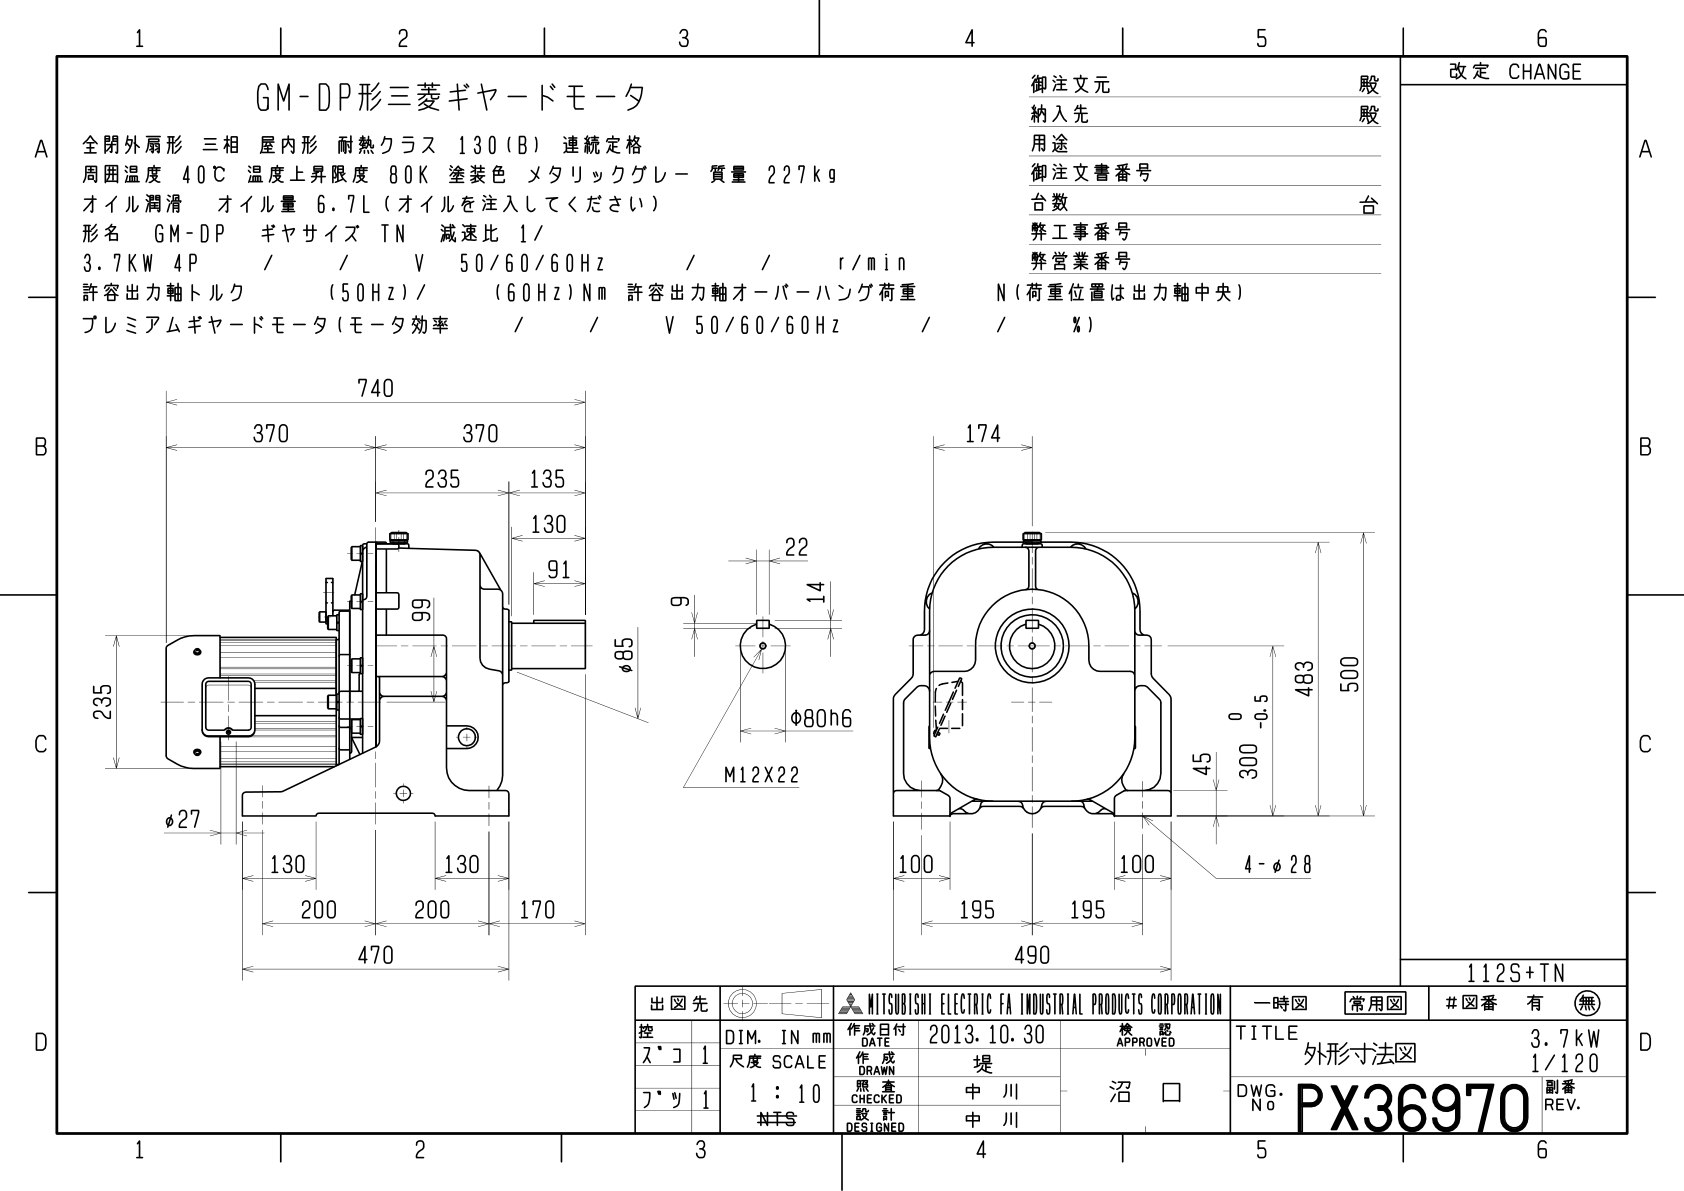 1 2 3 4 5 6
改定 CHANGE
GM-DP形三菱ギヤードモータ
全閉外扇形 三相 屋内形 耐熱クラス 130(B) 連続定格
周囲温度 40℃ 温度上昇限度 80K 塗装色 メタリックグレー 質量 227kg
オイル潤滑 オイル量 6.7L(オイルを注入してください)
形名 GM-DP ギヤサイズ TN 減速比 1/
3.7KW 4P / / V 50/60/60Hz / / r/min
許容出力軸トルク (50Hz)/ (60Hz)Nm 許容出力軸オーバーハング荷重 N(荷重位置は出力軸中央)
プレミアムギヤードモータ(モータ効率 / / V 50/60/60Hz / / %)
御注文元 殿
納入先 殿
用途
御注文書番号
台数 台
弊工事番号
弊営業番号
A A
B B
C C
D D
740
370 370
235 135
130
91
99
235
φ85
φ27
130 130
200 200 170
470
22
9
14
φ80h6
M12X22
174
483
500
300 0 -0.5
45
4-φ28
100 100
195 195
490
112S+TN
出図先
控
ズコ 1
ブツ 1
DIM. IN mm
尺度 SCALE
1 : 10
NTS
MITSUBISHI ELECTRIC FA INDUSTRIAL PRODUCTS CORPORATION
作成日付 DATE 2013.10.30
作成 DRAWN 堤
照査 CHECKED 中川
設計 DESIGNED 中川
検認 APPROVED
沼口
一時図 常用図 #図番 有 無
TITLE 外形寸法図 3.7kW
1/120
DWG. No PX36970
副番 REV.
1 2 3 4 5 6